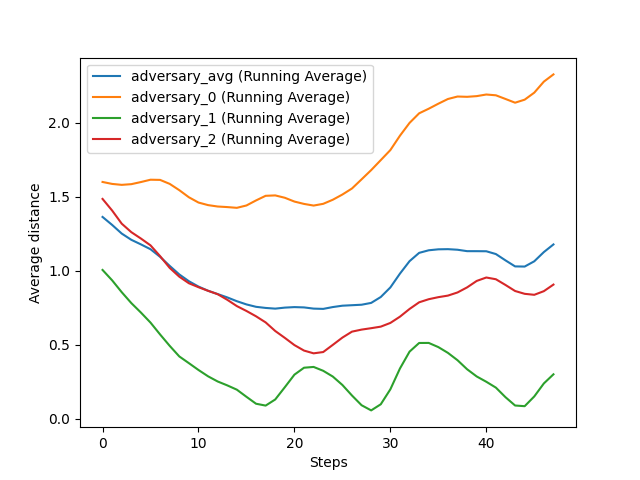 adversary_avg (Running Average)
adversary_0 (Running Average)
adversary_1 (Running Average)
adversary_2 (Running Average)
2.0
1.5
1.0
0.5
0.0
Average distance
0 10 20 30 40
Steps